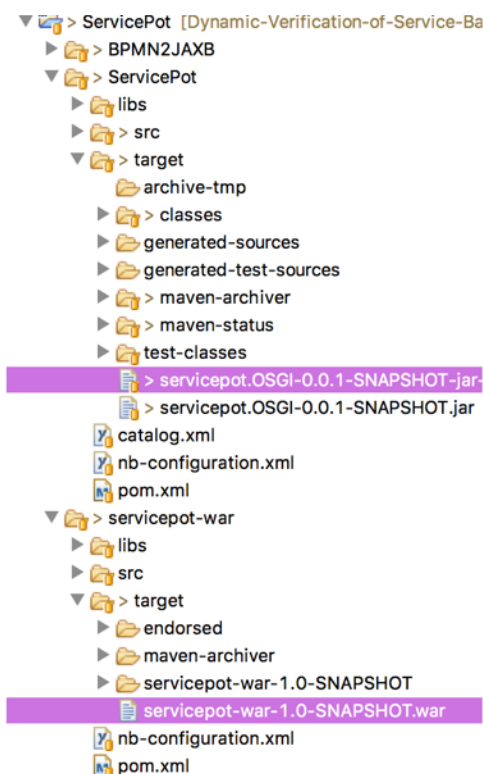 > ServicePot [Dynamic-Verification-of-Service-Ba
> BPMN2JAXB
> ServicePot
libs
> src
> target
archive-tmp
> classes
generated-sources
generated-test-sources
> maven-archiver
> maven-status
test-classes
> servicepot.OSGI-0.0.1-SNAPSHOT-jar-
> servicepot.OSGI-0.0.1-SNAPSHOT.jar
catalog.xml
nb-configuration.xml
pom.xml
> servicepot-war
libs
src
> target
endorsed
maven-archiver
servicepot-war-1.0-SNAPSHOT
servicepot-war-1.0-SNAPSHOT.war
nb-configuration.xml
pom.xml